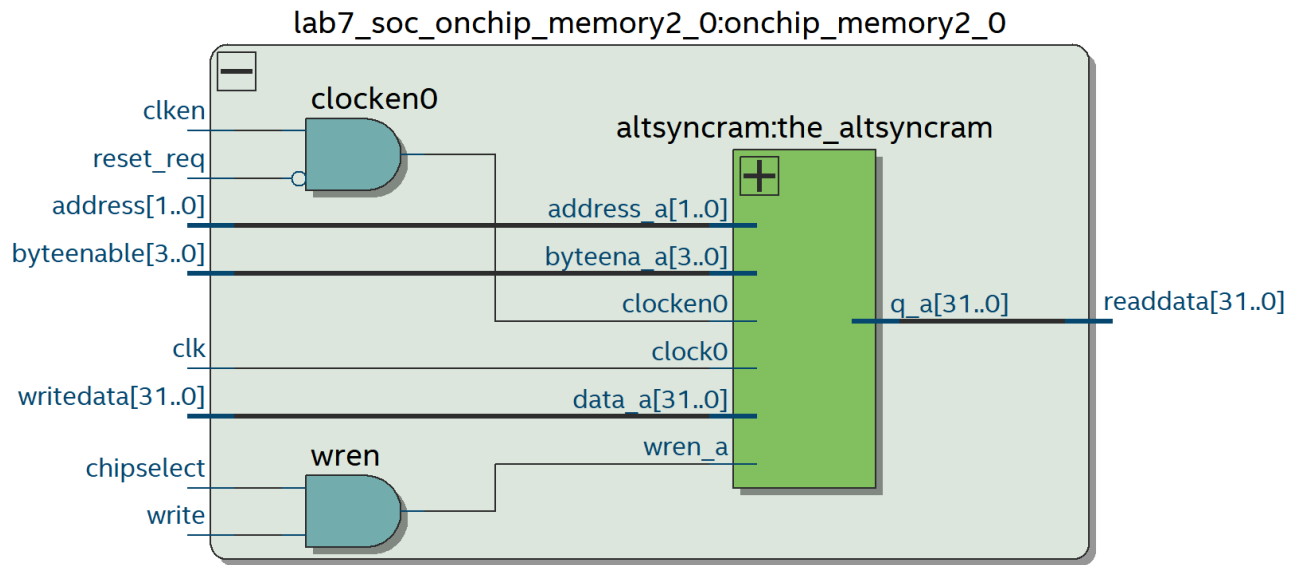 lab7_soc_onchip_memory2_0:onchip_memory2_0
clken
clocken0
reset_req
altsyncram:the_altsyncram
address[1..0]
address_a[1..0]
byteenable[3..0]
byteena_a[3..0]
clocken0
q_a[31..0]
readdata[31..0]
clk
clock0
writedata[31..0]
data_a[31..0]
wren
wren_a
chipselect
write